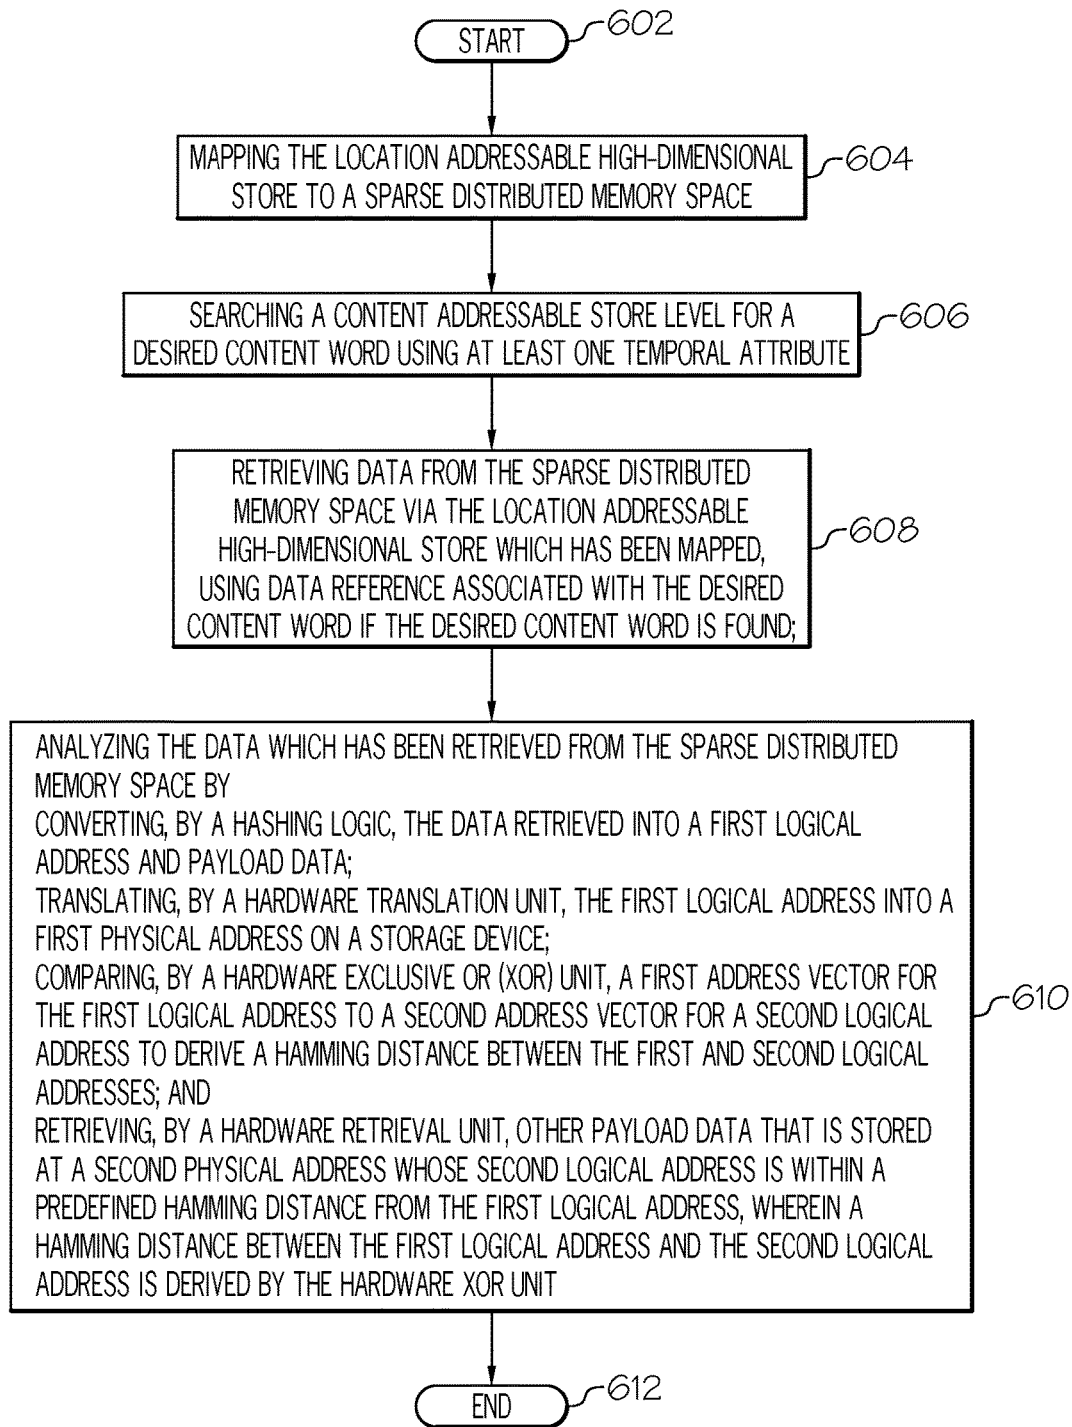 START
602
MAPPING THE LOCATION ADDRESSABLE HIGH-DIMENSIONAL
STORE TO A SPARSE DISTRIBUTED MEMORY SPACE
604
SEARCHING A CONTENT ADDRESSABLE STORE LEVEL FOR A
DESIRED CONTENT WORD USING AT LEAST ONE TEMPORAL ATTRIBUTE
606
RETRIEVING DATA FROM THE SPARSE DISTRIBUTED
MEMORY SPACE VIA THE LOCATION ADDRESSABLE
HIGH-DIMENSIONAL STORE WHICH HAS BEEN MAPPED,
USING DATA REFERENCE ASSOCIATED WITH THE DESIRED
CONTENT WORD IF THE DESIRED CONTENT WORD IS FOUND;
608
ANALYZING THE DATA WHICH HAS BEEN RETRIEVED FROM THE SPARSE DISTRIBUTED
MEMORY SPACE BY
CONVERTING, BY A HASHING LOGIC, THE DATA RETRIEVED INTO A FIRST LOGICAL
ADDRESS AND PAYLOAD DATA;
TRANSLATING, BY A HARDWARE TRANSLATION UNIT, THE FIRST LOGICAL ADDRESS INTO A
FIRST PHYSICAL ADDRESS ON A STORAGE DEVICE;
COMPARING, BY A HARDWARE EXCLUSIVE OR (XOR) UNIT, A FIRST ADDRESS VECTOR FOR
THE FIRST LOGICAL ADDRESS TO A SECOND ADDRESS VECTOR FOR A SECOND LOGICAL
ADDRESS TO DERIVE A HAMMING DISTANCE BETWEEN THE FIRST AND SECOND LOGICAL
ADDRESSES; AND
RETRIEVING, BY A HARDWARE RETRIEVAL UNIT, OTHER PAYLOAD DATA THAT IS STORED
AT A SECOND PHYSICAL ADDRESS WHOSE SECOND LOGICAL ADDRESS IS WITHIN A
PREDEFINED HAMMING DISTANCE FROM THE FIRST LOGICAL ADDRESS, WHEREIN A
HAMMING DISTANCE BETWEEN THE FIRST LOGICAL ADDRESS AND THE SECOND LOGICAL
ADDRESS IS DERIVED BY THE HARDWARE XOR UNIT
610
END
612